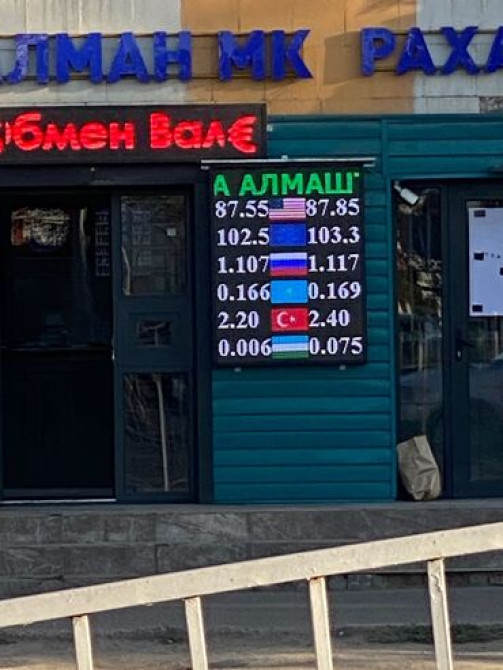 АЛМАН МК РАХА
Обмен Вал€
А АЛМАШ
87.55 87.85
102.5 103.3
1.107 1.117
0.166 0.169
2.20 2.40
0.006 0.075